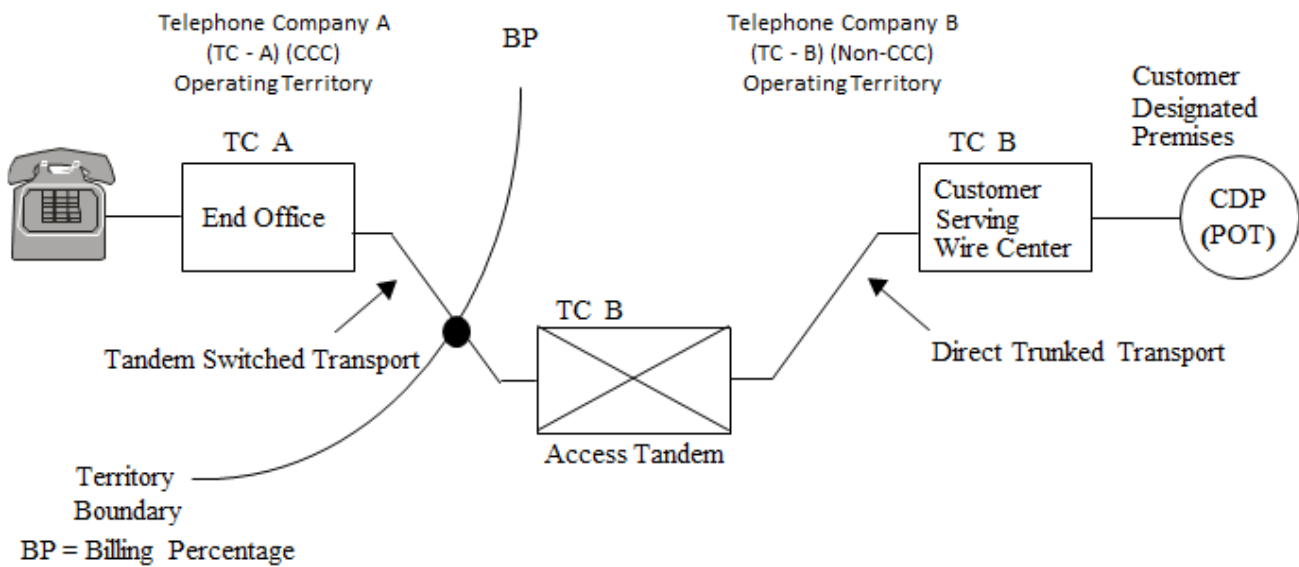 Telephone Company A
(TC - A) (CCC)
Operating Territory
BP
Telephone Company B
(TC - B) (Non-CCC)
Operating Territory
Customer
Designated
Premises
TC A
End Office
TC B
Customer
Serving
Wire Center
CDP
(POT)
Tandem Switched Transport
TC B
Access Tandem
Direct Trunked Transport
Territory
Boundary
BP = Billing Percentage